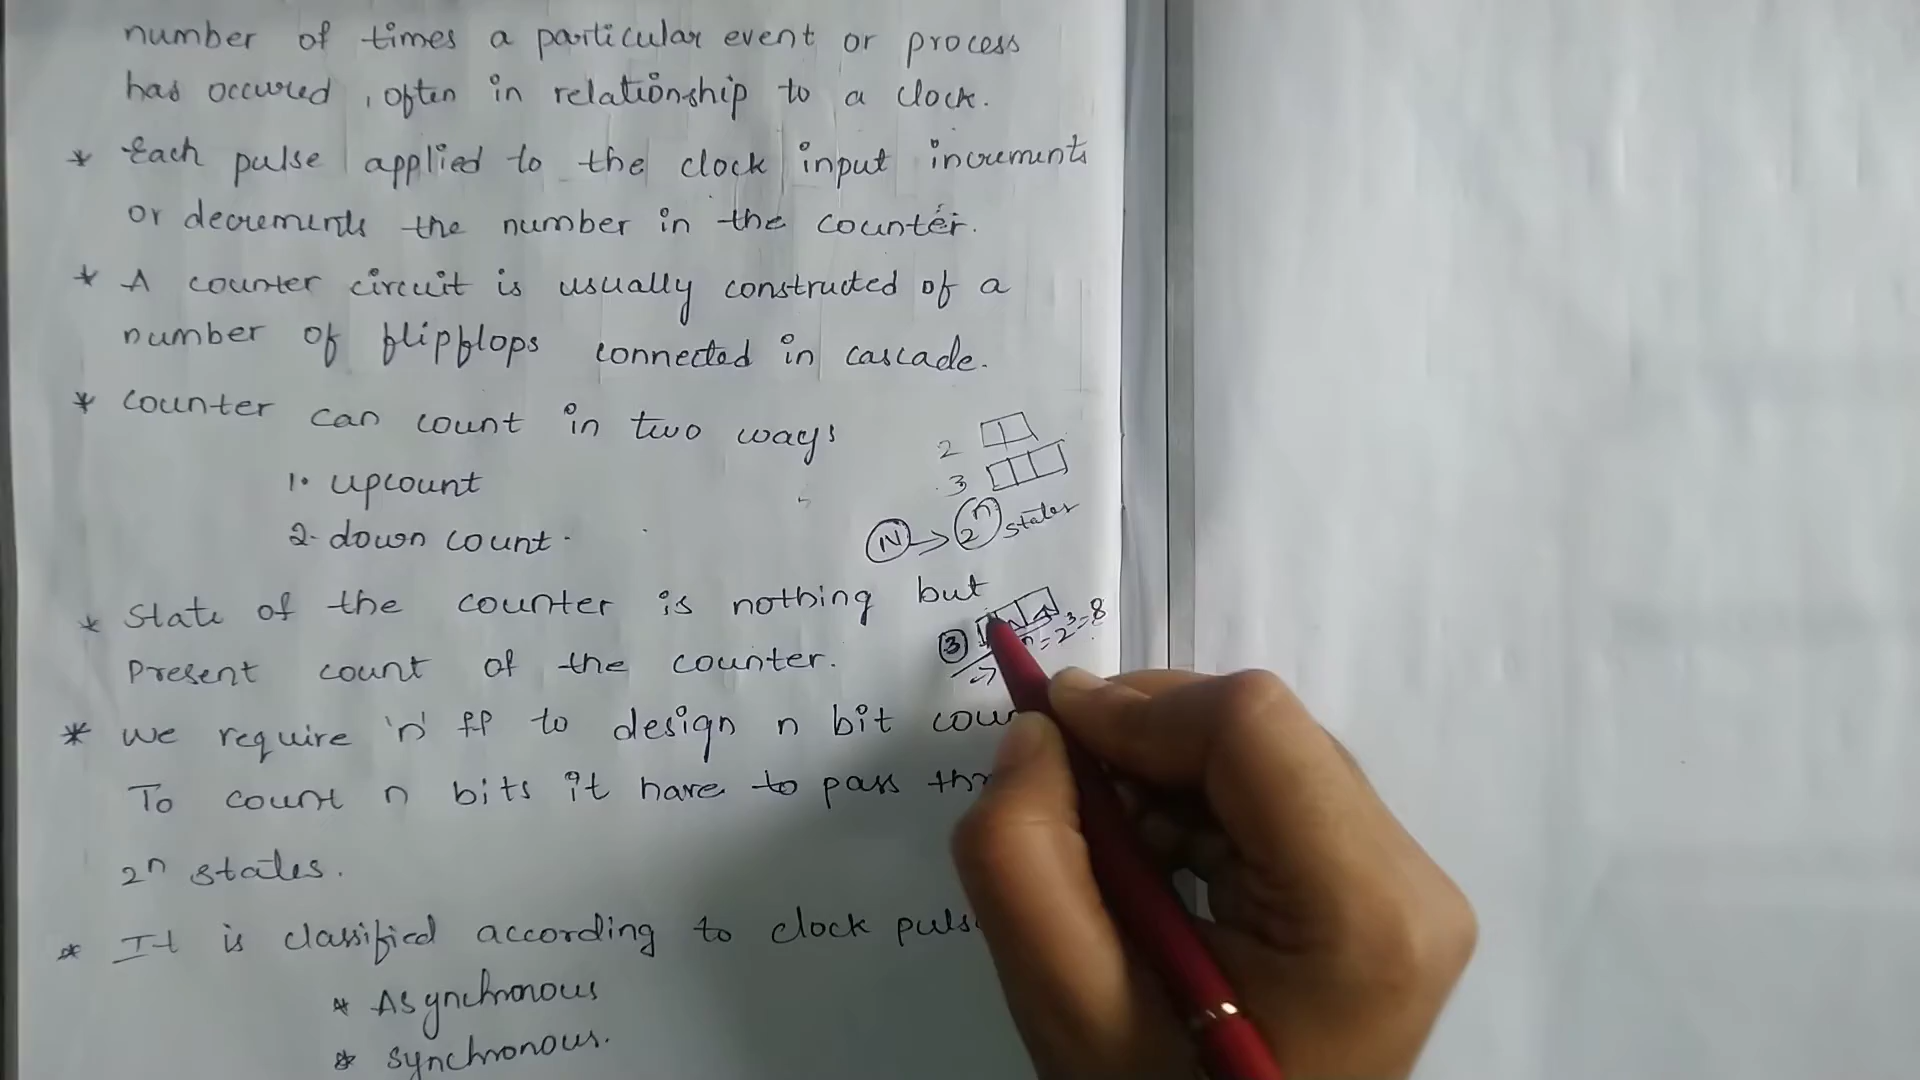 number of times a particular event or process
has occured, often in relationship to a clock.
* Each pulse applied to the clock input increments
or decrements the number in the counter.
* A counter circuit is usually constructed of a
number of flipflops connected in cascade.
* counter can count in two ways
1. upcount
2. down count.
2
3
N → 2ⁿ states
* State of the counter is nothing but
Present count of the counter.
3
→ n = 2³ = 8
* We require 'n' ff to design n bit
To count n bits it have to pass
2ⁿ states.
* It is classified according to clock
* Asynchronous
* Synchronous.